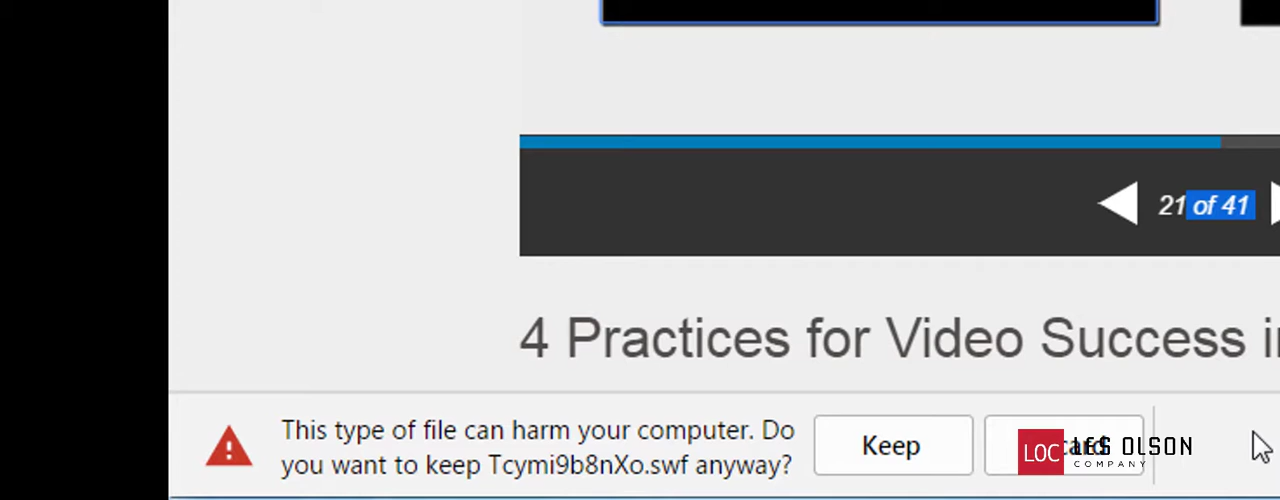 21 of 41
4 Practices for Video Success
This type of file can harm your computer. Do
you want to keep Tcymi9b8nXo.swf anyway?
Keep
LOC LES OLSON
COMPANY